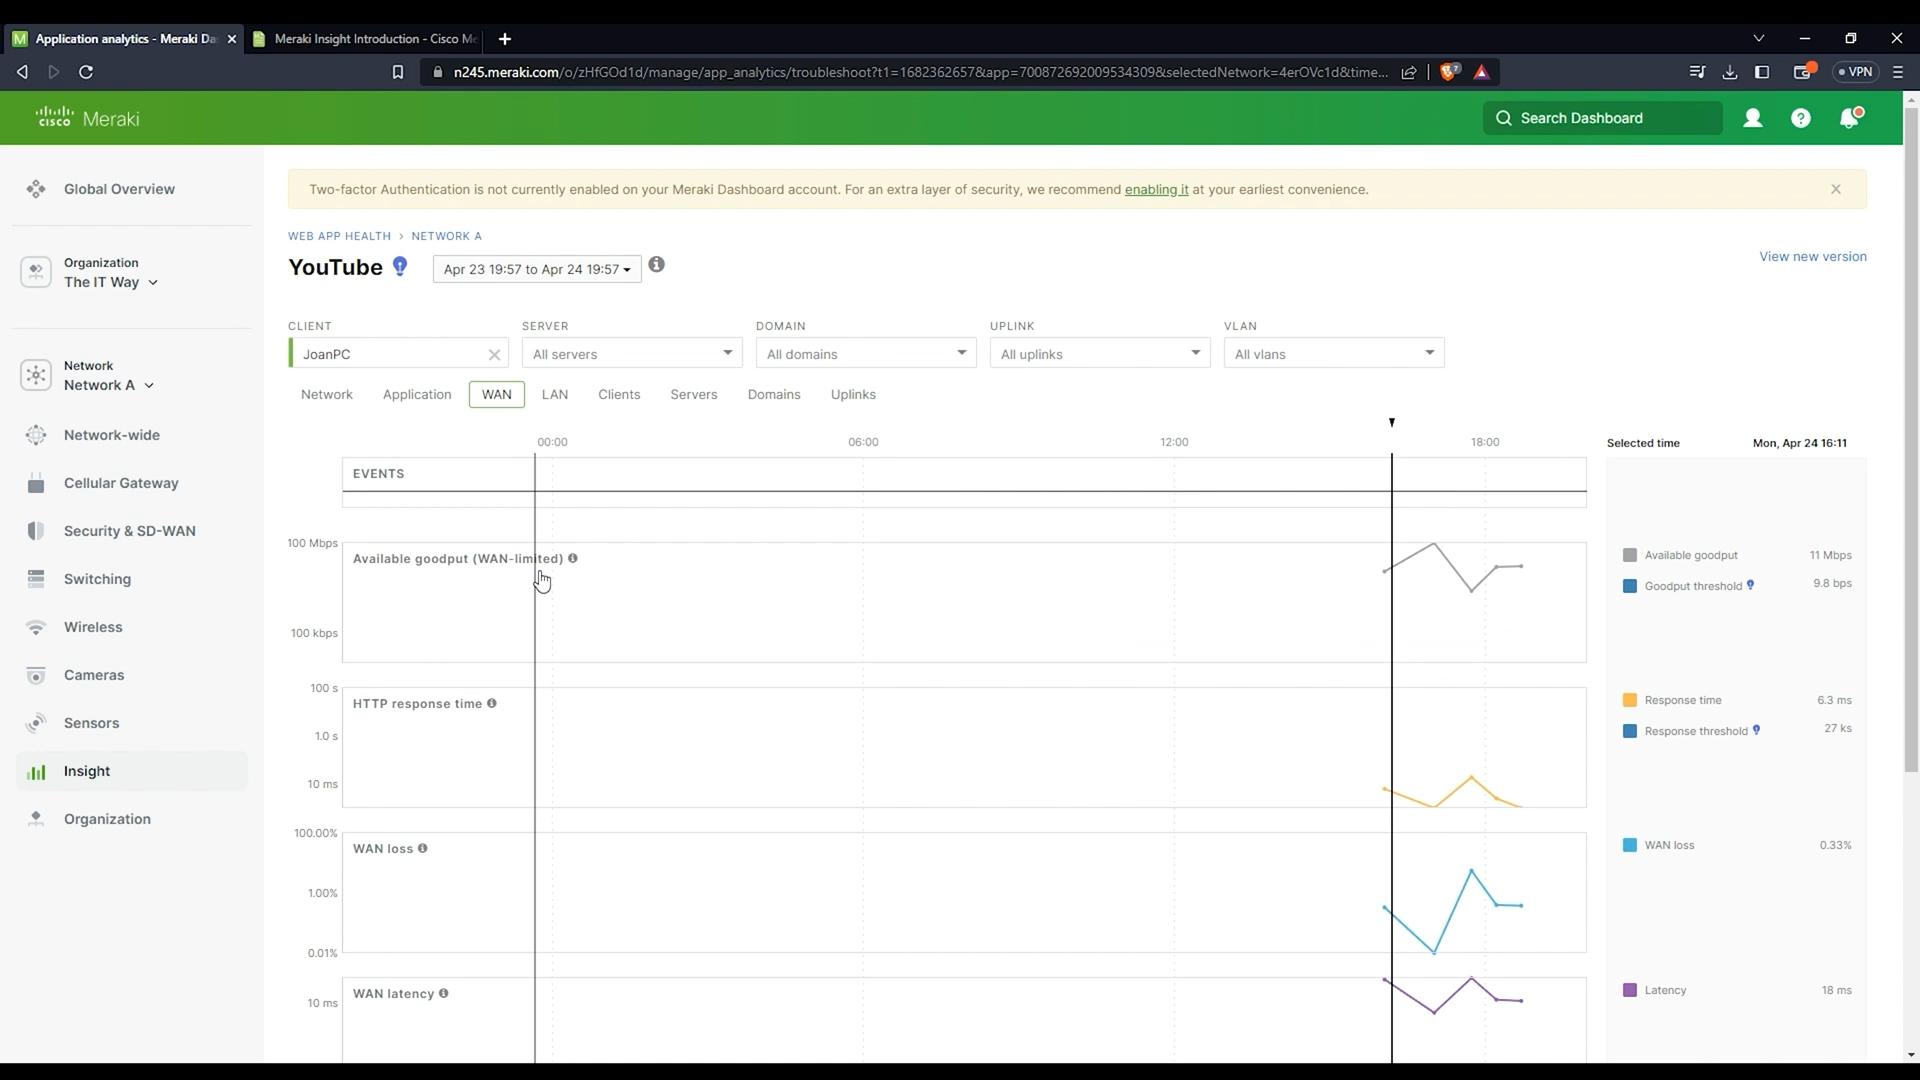 Application analytics - Meraki Da
Meraki Insight Introduction - Cisco Me
n245.meraki.com/o/zHfGOd1d/manage/app_analytics/troubleshoot?t1=1682362657&app=700872692009534309&selectedNetwork=4erOVc1d&time...
7
VPN
cisco Meraki
Search Dashboard
Global Overview
Organization
The IT Way
Network
Network A
Network-wide
Cellular Gateway
Security & SD-WAN
Switching
Wireless
Cameras
Sensors
Insight
Organization
Two-factor Authentication is not currently enabled on your Meraki Dashboard account. For an extra layer of security, we recommend enabling it at your earliest convenience.
WEB APP HEALTH > NETWORK A
YouTube Apr 23 19:57 to Apr 24 19:57
View new version
CLIENT SERVER DOMAIN UPLINK VLAN
JoanPC All servers All domains All uplinks All vlans
Network Application WAN LAN Clients Servers Domains Uplinks
00:00 06:00 12:00 18:00
Selected time Mon, Apr 24 16:11
EVENTS
100 Mbps
Available goodput (WAN-limited)
100 kbps
Available goodput 11 Mbps
Goodput threshold 9.8 bps
100 s
HTTP response time
1.0 s
10 ms
Response time 6.3 ms
Response threshold 27 ks
100.00%
WAN loss
1.00%
0.01%
WAN loss 0.33%
WAN latency
10 ms
Latency 18 ms